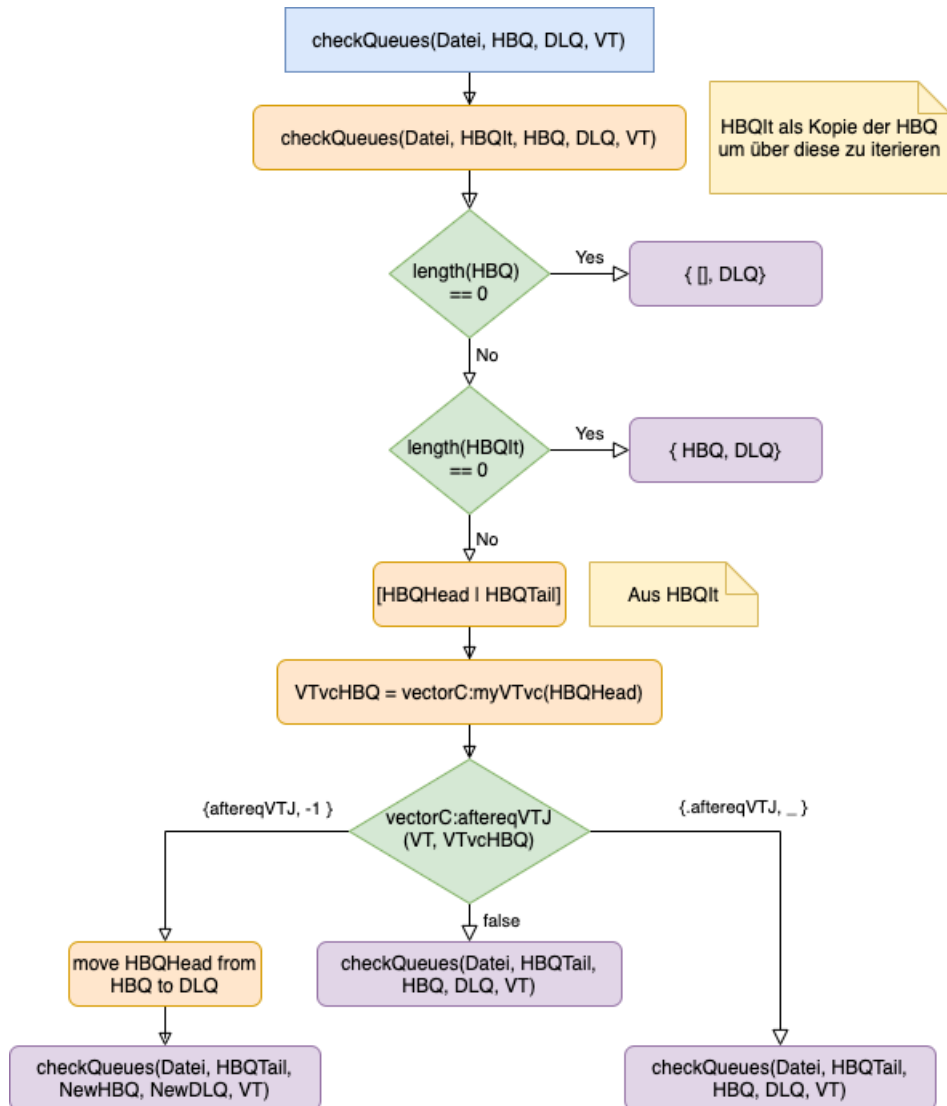 checkQueues(Datei, HBQ, DLQ, VT)
checkQueues(Datei, HBQIt, HBQ, DLQ, VT)
HBQIt als Kopie der HBQ
um über diese zu iterieren
length(HBQ)
== 0
Yes
{ [], DLQ}
No
length(HBQIt)
== 0
Yes
{ HBQ, DLQ}
No
[HBQHead | HBQTail]
Aus HBQIt
VTvcHBQ = vectorC:myVTvc(HBQHead)
{aftereqVTJ, -1 }
vectorC:aftereqVTJ
(VT, VTvcHBQ)
{.aftereqVTJ, _ }
false
move HBQHead from
HBQ to DLQ
checkQueues(Datei, HBQTail,
HBQ, DLQ, VT)
checkQueues(Datei, HBQTail,
NewHBQ, NewDLQ, VT)
checkQueues(Datei, HBQTail,
HBQ, DLQ, VT)